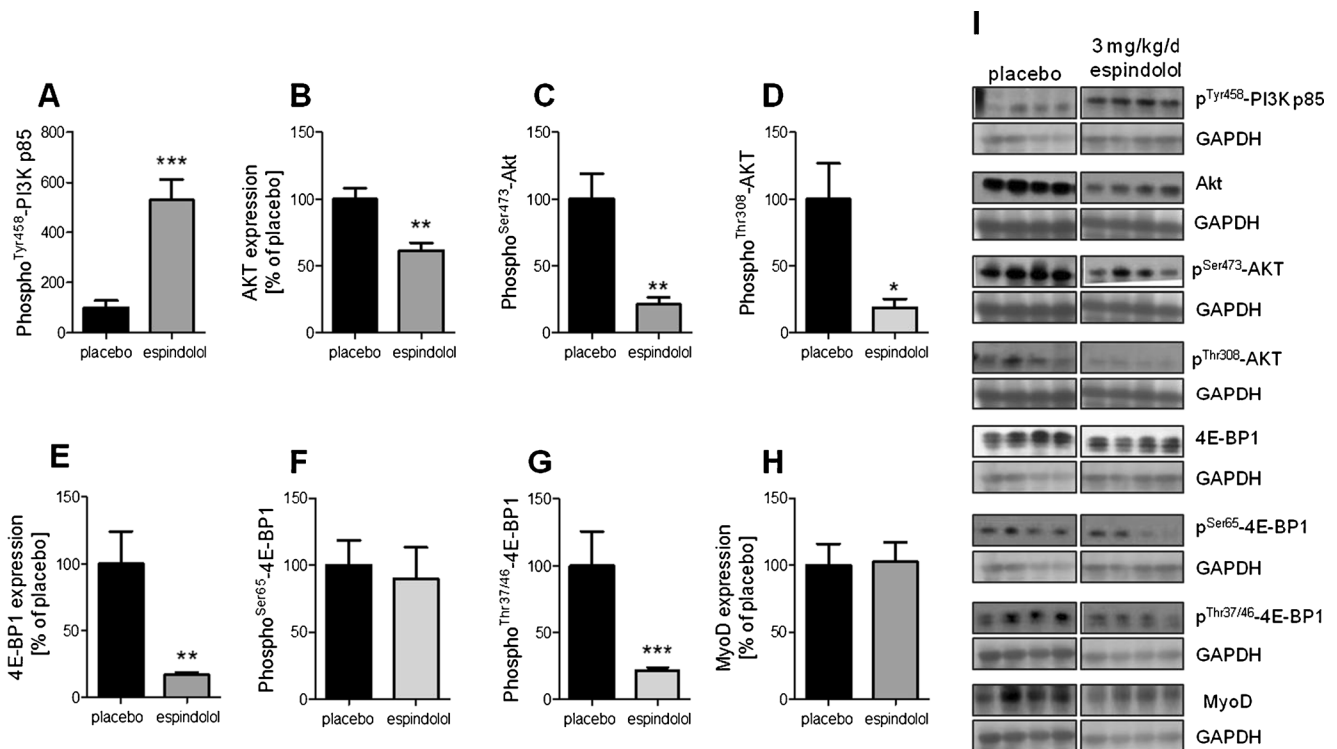 A
Phospho^Tyr458-PI3K p85
800
600
400
200
0
***
placebo espindolol
B
AKT expression
[% of placebo]
150
100
50
0
**
placebo espindolol
C
Phospho^Ser473-Akt
150
100
50
0
**
placebo espindolol
D
Phospho^Thr308-AKT
150
100
50
0
*
placebo espindolol
E
4E-BP1 expression
[% of placebo]
150
100
50
0
**
placebo espindolol
F
Phospho^Ser65-4E-BP1
150
100
50
0
placebo espindolol
G
Phospho^Thr37/46-4E-BP1
150
100
50
0
***
placebo espindolol
H
MyoD expression
[% of placebo]
150
100
50
0
placebo espindolol
I
placebo
3 mg/kg/d
espindolol
p^Tyr458-PI3K p85
GAPDH
Akt
GAPDH
p^Ser473-AKT
GAPDH
p^Thr308-AKT
GAPDH
4E-BP1
GAPDH
p^Ser65-4E-BP1
GAPDH
p^Thr37/46-4E-BP1
GAPDH
MyoD
GAPDH